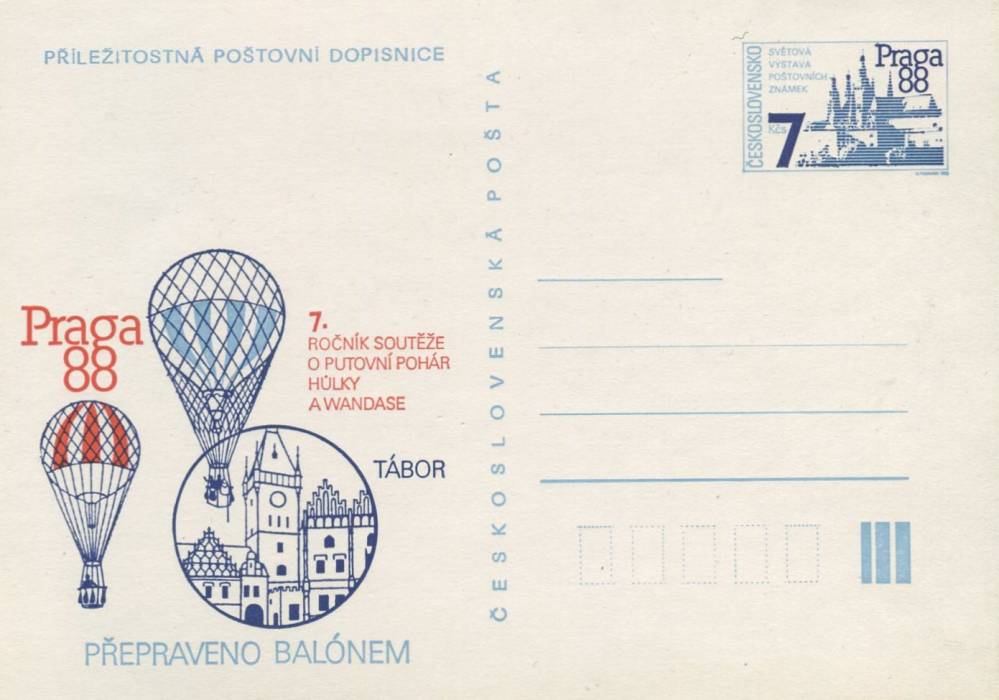 PŘÍLEŽITOSTNÁ POŠTOVNÍ DOPISNICE
Praga
88
7.
ROČNÍK SOUTĚŽE
O PUTOVNÍ POHÁR
HŮLKY
A WANDASE
TÁBOR
PŘEPRAVENO BALÓNEM
ČESKOSLOVENSKÁ POŠTA
ČESKOSLOVENSKO
SVĚTOVÁ
VÝSTAVA
POŠTOVNÍCH
ZNÁMEK
Praga
88
7 Kčs